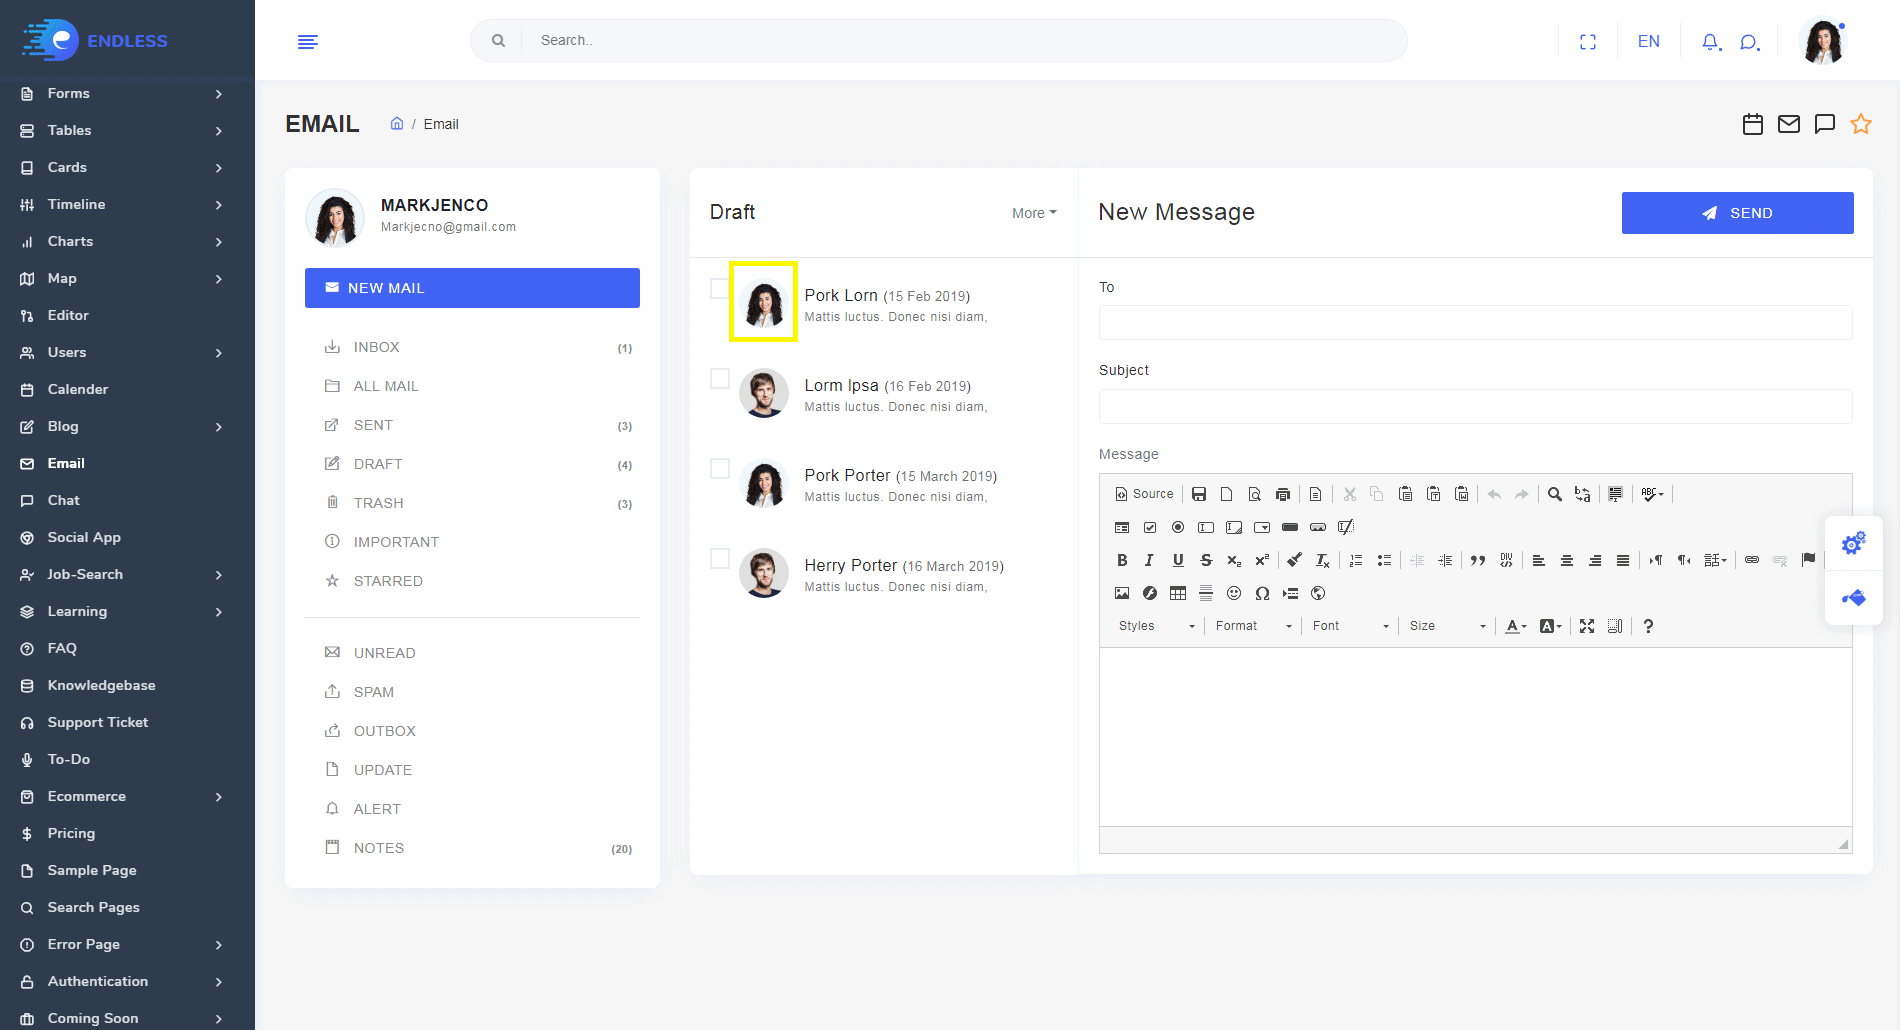 ENDLESS
Search..
EN
Forms
Tables
Cards
Timeline
Charts
Map
Editor
Users
Calender
Blog
Email
Chat
Social App
Job-Search
Learning
FAQ
Knowledgebase
Support Ticket
To-Do
Ecommerce
Pricing
Sample Page
Search Pages
Error Page
Authentication
Coming Soon
EMAIL
/ Email
MARKJENCO
Markjecno@gmail.com
NEW MAIL
INBOX (1)
ALL MAIL
SENT (3)
DRAFT (4)
TRASH (3)
IMPORTANT
STARRED
UNREAD
SPAM
OUTBOX
UPDATE
ALERT
NOTES (20)
Draft More
Pork Lorn (15 Feb 2019)
Mattis luctus. Donec nisi diam,
Lorm Ipsa (16 Feb 2019)
Mattis luctus. Donec nisi diam,
Pork Porter (15 March 2019)
Mattis luctus. Donec nisi diam,
Herry Porter (16 March 2019)
Mattis luctus. Donec nisi diam,
New Message SEND
To
Subject
Message
Source
Styles Format Font Size